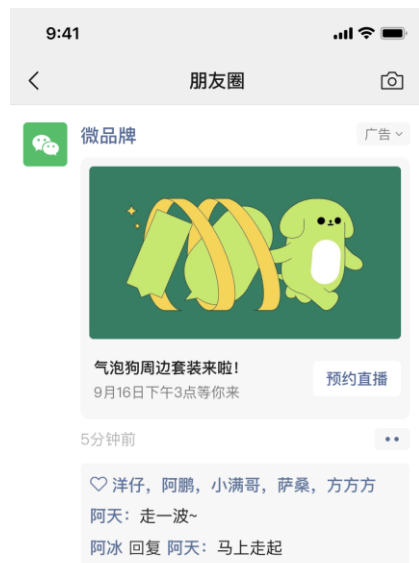 9:41
朋友圈
微品牌
广告
气泡狗周边套装来啦!
9月16日下午3点等你来
预约直播
5分钟前
洋仔，阿鹏，小满哥，萨桑，方方方
阿天：走一波~
阿冰 回复 阿天：马上走起